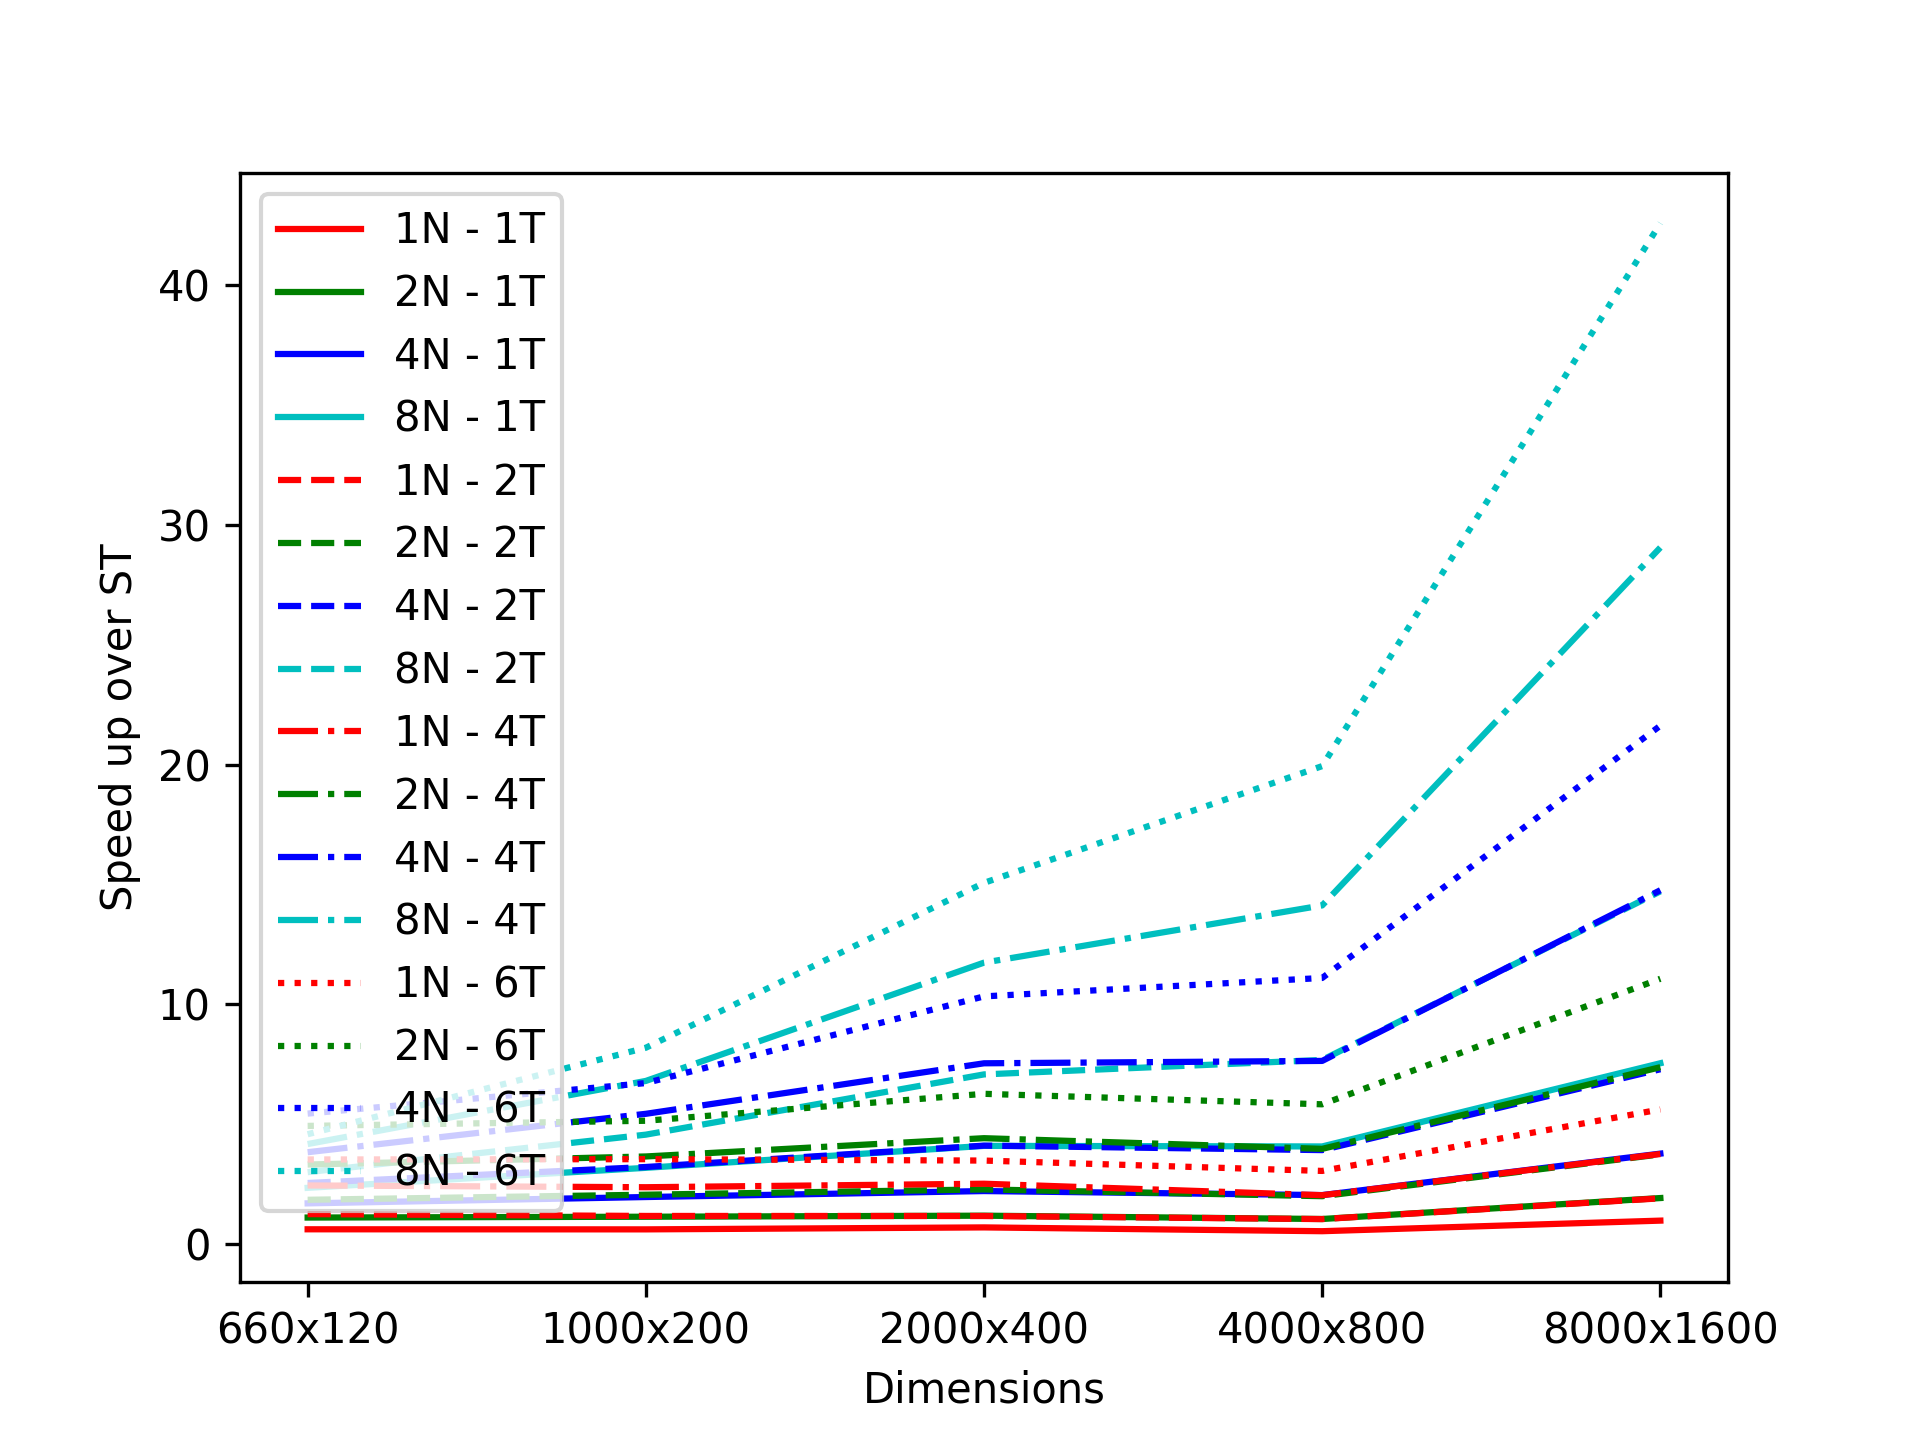 1N - 1T
2N - 1T
4N - 1T
8N - 1T
1N - 2T
2N - 2T
4N - 2T
8N - 2T
1N - 4T
2N - 4T
4N - 4T
8N - 4T
1N - 6T
2N - 6T
4N - 6T
8N - 6T
40
30
20
10
0
Speed up over ST
660x120 1000x200 2000x400 4000x800 8000x1600
Dimensions